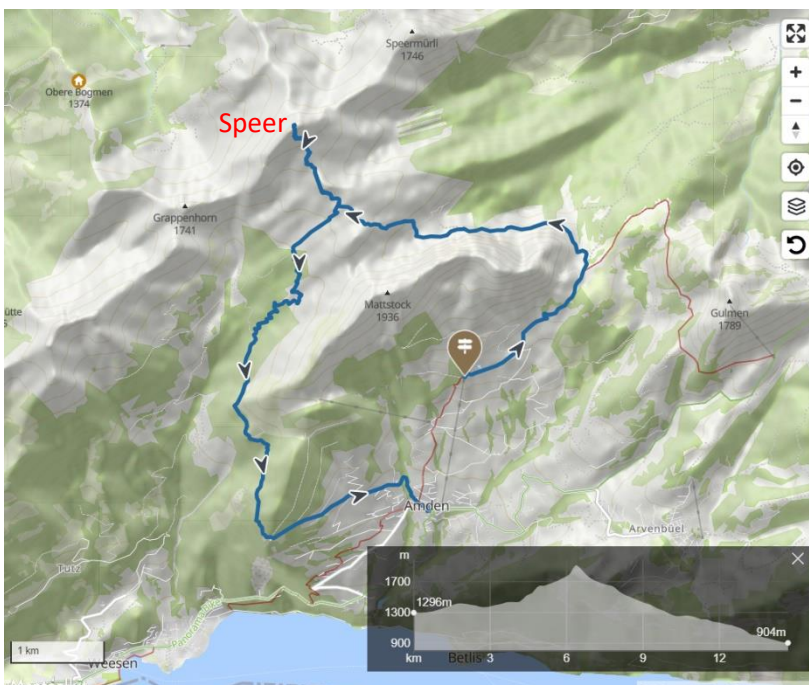 Speermürli
1746
Obere Bogmen
1374
Speer
Grappenhorn
1741
Mattstock
1936
Gulmen
1789
ütte
Amden
Arvenbüel
m
1700
1296m
1300
904m
900
km
3
6
9
12
Betlis
1 km
Weesen